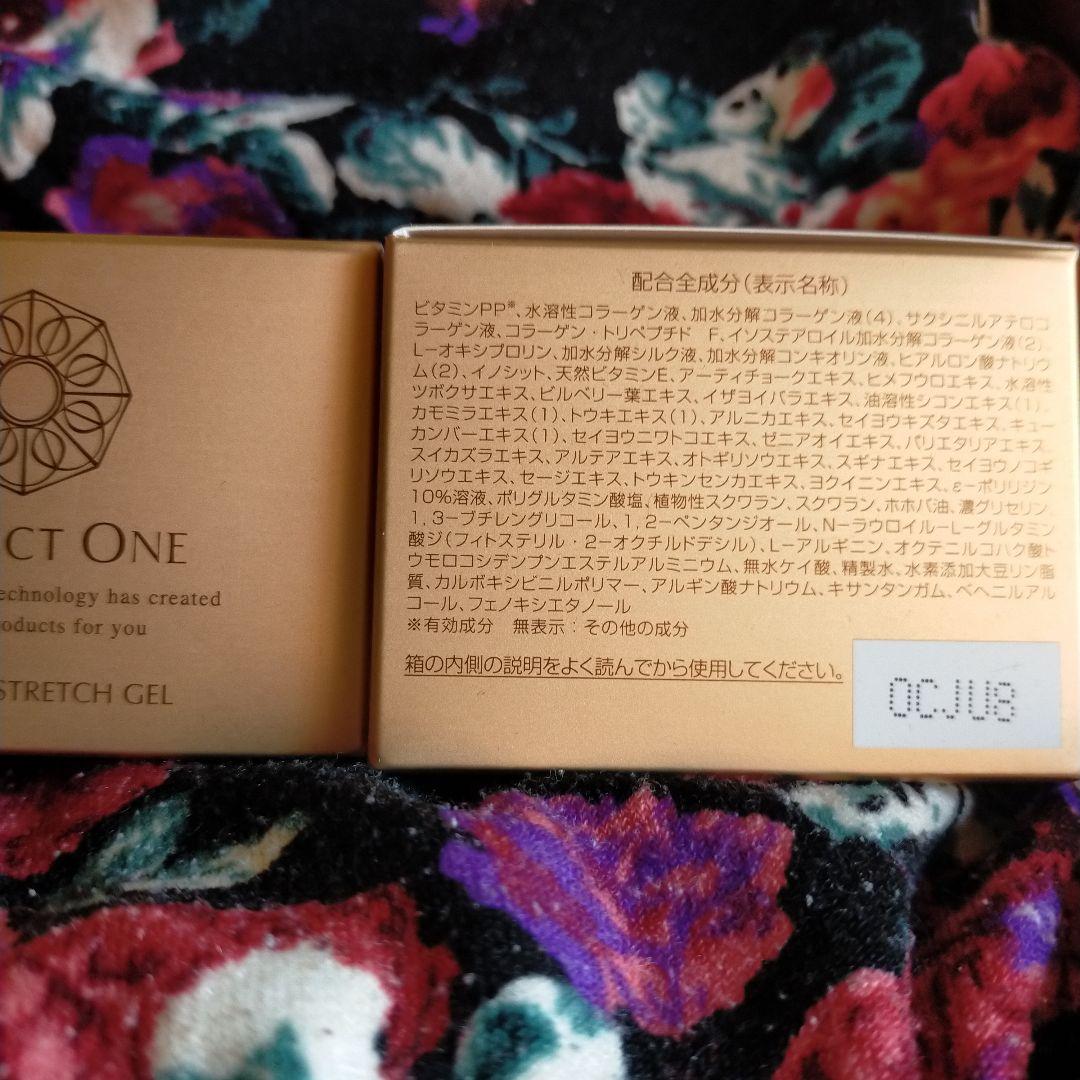 CT ONE
technology has created
products for you
STRETCH GEL
配合全成分(表示名称)
ビタミンPP※、水溶性コラーゲン液、加水分解コラーゲン液(4)、サクシニルアテロコ
ラーゲン液、コラーゲン・トリペプチド F、イソステアロイル加水分解コラーゲン液(2)、
L-オキシプロリン、加水分解シルク液、加水分解コンキオリン液、ヒアルロン酸ナトリウ
ム(2)、イノシット、天然ビタミンE、アーティチョークエキス、ヒメフウロエキス、水溶性
ツボクサエキス、ビルベリー葉エキス、イザヨイバラエキス、油溶性シコンエキス(1)、
カモミラエキス(1)、トウキエキス(1)、アルニカエキス、セイヨウキズタエキス、キュー
カンバーエキス(1)、セイヨウニワトコエキス、ゼニアオイエキス、パリエタリアエキス、
スイカズラエキス、アルテアエキス、オトギリソウエキス、スギナエキス、セイヨウノコギ
リソウエキス、セージエキス、トウキンセンカエキス、ヨクイニンエキス、ε-ポリリジン
10%溶液、ポリグルタミン酸塩、植物性スクワラン、スクワラン、ホホバ油、濃グリセリン、
1,3-ブチレングリコール、1,2-ペンタンジオール、N-ラウロイル-L-グルタミン
酸ジ(フィトステリル・2-オクチルドデシル)、L-アルギニン、オクテニルコハク酸ト
ウモロコシデンプンエステルアルミニウム、無水ケイ酸、精製水、水素添加大豆リン脂
質、カルボキシビニルポリマー、アルギン酸ナトリウム、キサンタンガム、ベヘニルアル
コール、フェノキシエタノール
※有効成分 無表示:その他の成分
箱の内側の説明をよく読んでから使用してください。
OCJU8